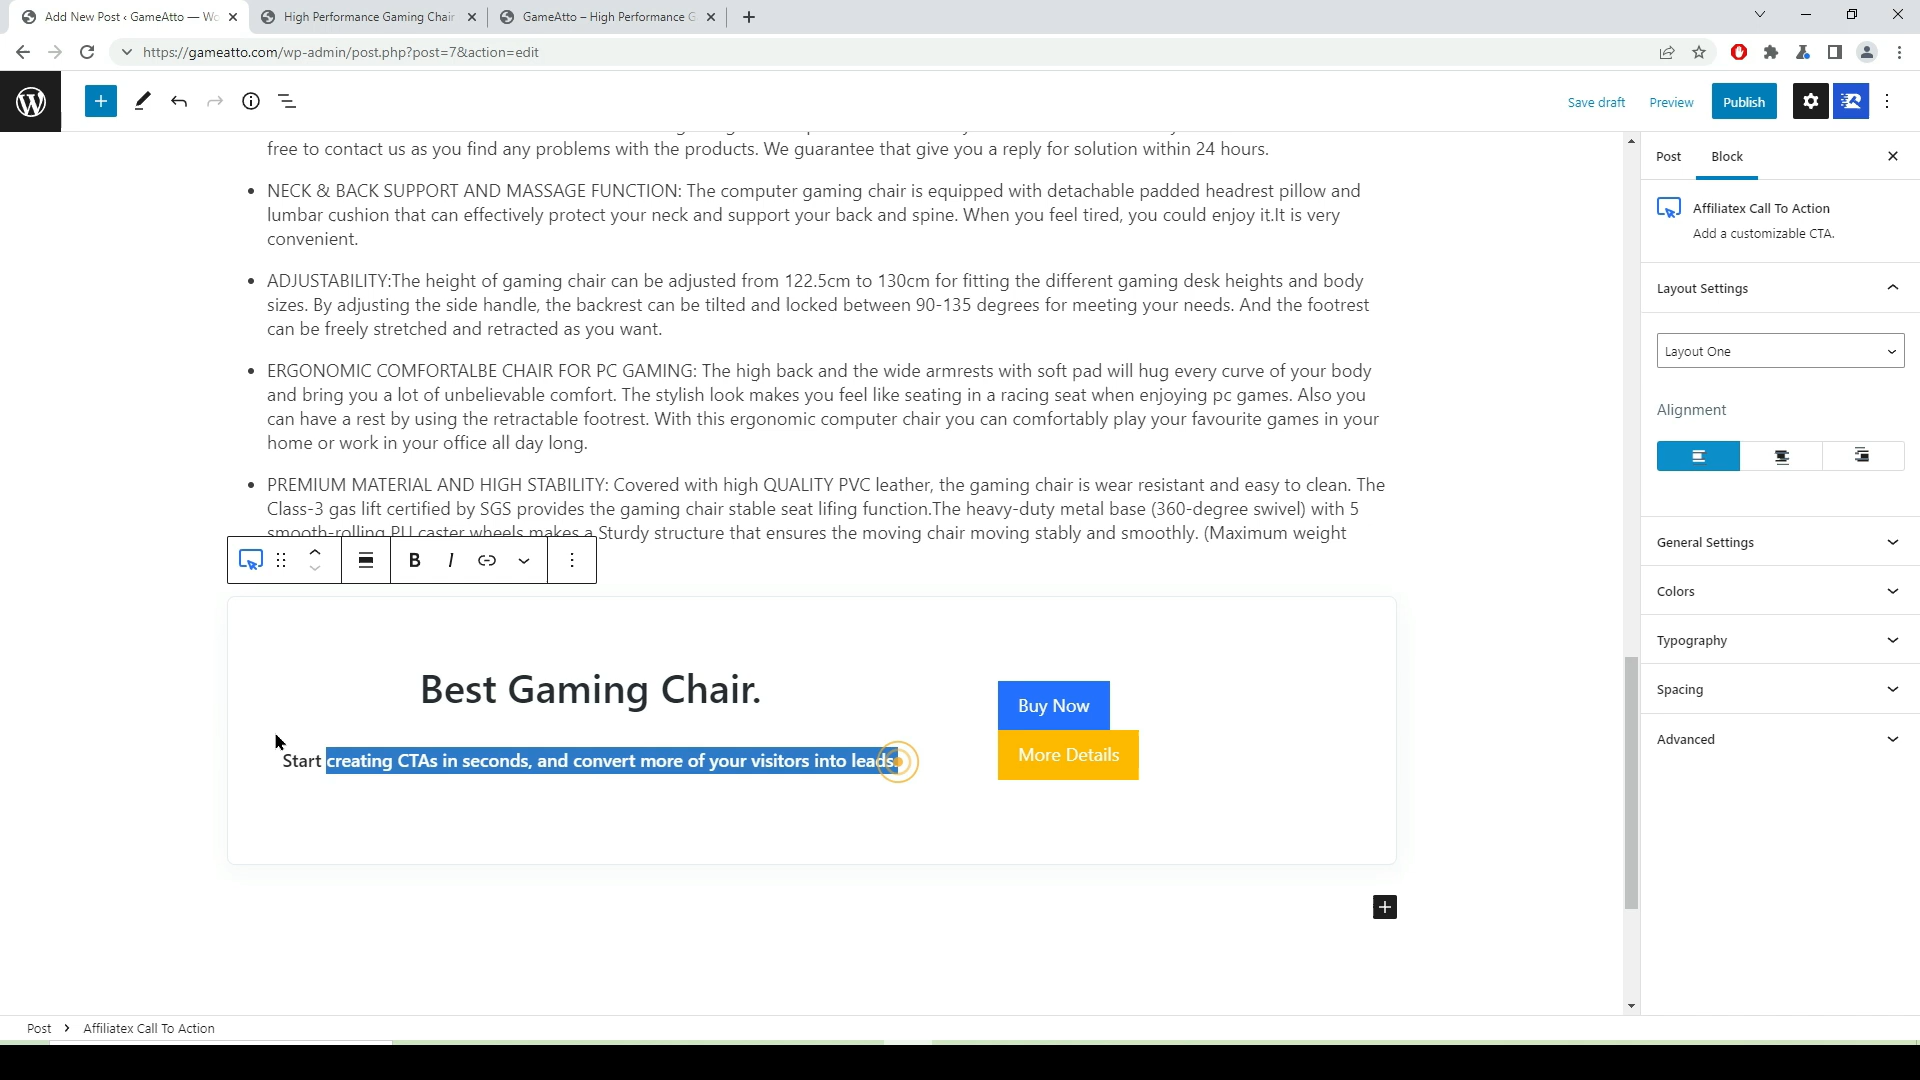 Add New Post ‹ GameAtto — Wo
High Performance Gaming Chair
GameAtto – High Performance G
https://gameatto.com/wp-admin/post.php?post=7&action=edit
Save draft
Preview
Publish
free to contact us as you find any problems with the products. We guarantee that give you a reply for solution within 24 hours.
• NECK & BACK SUPPORT AND MASSAGE FUNCTION: The computer gaming chair is equipped with detachable padded headrest pillow and
lumbar cushion that can effectively protect your neck and support your back and spine. When you feel tired, you could enjoy it.It is very
convenient.
• ADJUSTABILITY:The height of gaming chair can be adjusted from 122.5cm to 130cm for fitting the different gaming desk heights and body
sizes. By adjusting the side handle, the backrest can be tilted and locked between 90-135 degrees for meeting your needs. And the footrest
can be freely stretched and retracted as you want.
• ERGONOMIC COMFORTALBE CHAIR FOR PC GAMING: The high back and the wide armrests with soft pad will hug every curve of your body
and bring you a lot of unbelievable comfort. The stylish look makes you feel like seating in a racing seat when enjoying pc games. Also you
can have a rest by using the retractable footrest. With this ergonomic computer chair you can comfortably play your favourite games in your
home or work in your office all day long.
• PREMIUM MATERIAL AND HIGH STABILITY: Covered with high QUALITY PVC leather, the gaming chair is wear resistant and easy to clean. The
Class-3 gas lift certified by SGS provides the gaming chair stable seat lifing function.The heavy-duty metal base (360-degree swivel) with 5
smooth-rolling PU caster wheels makes a Sturdy structure that ensures the moving chair moving stably and smoothly. (Maximum weight
B I
Best Gaming Chair.
Start creating CTAs in seconds, and convert more of your visitors into leads.
Buy Now
More Details
Post
Block
Affiliatex Call To Action
Add a customizable CTA.
Layout Settings
Layout One
Alignment
General Settings
Colors
Typography
Spacing
Advanced
Post › Affiliatex Call To Action